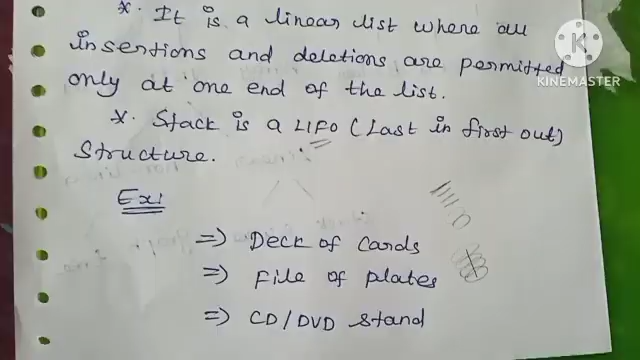 *. It is a linear list where all
insertions and deletions are permitted
only at one end of the list.
*. Stack is a LIFO (Last in first out)
Structure.
Ex:
=> Deck of cards
=> File of plates
=> CD/DVD stand
KINEMASTER